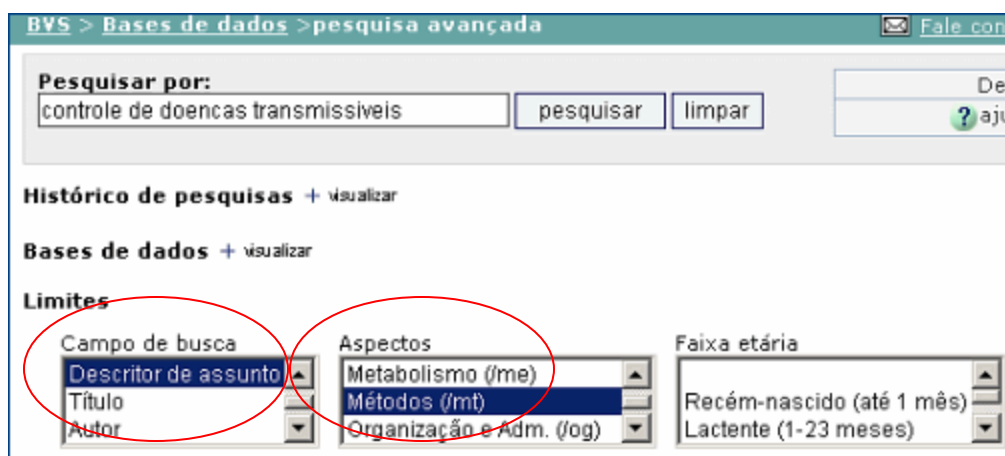 BVS > Bases de dados >pesquisa avançada
Fale con
Pesquisar por:
controle de doencas transmissiveis
pesquisar
limpar
De
? aju
Histórico de pesquisas + visualizar
Bases de dados + visualizar
Limites
Campo de busca
Descritor de assunto
Título
Autor
Aspectos
Metabolismo (/me)
Métodos (/mt)
Organização e Adm. (/og)
Faixa etária
Recém-nascido (até 1 mês)
Lactente (1-23 meses)